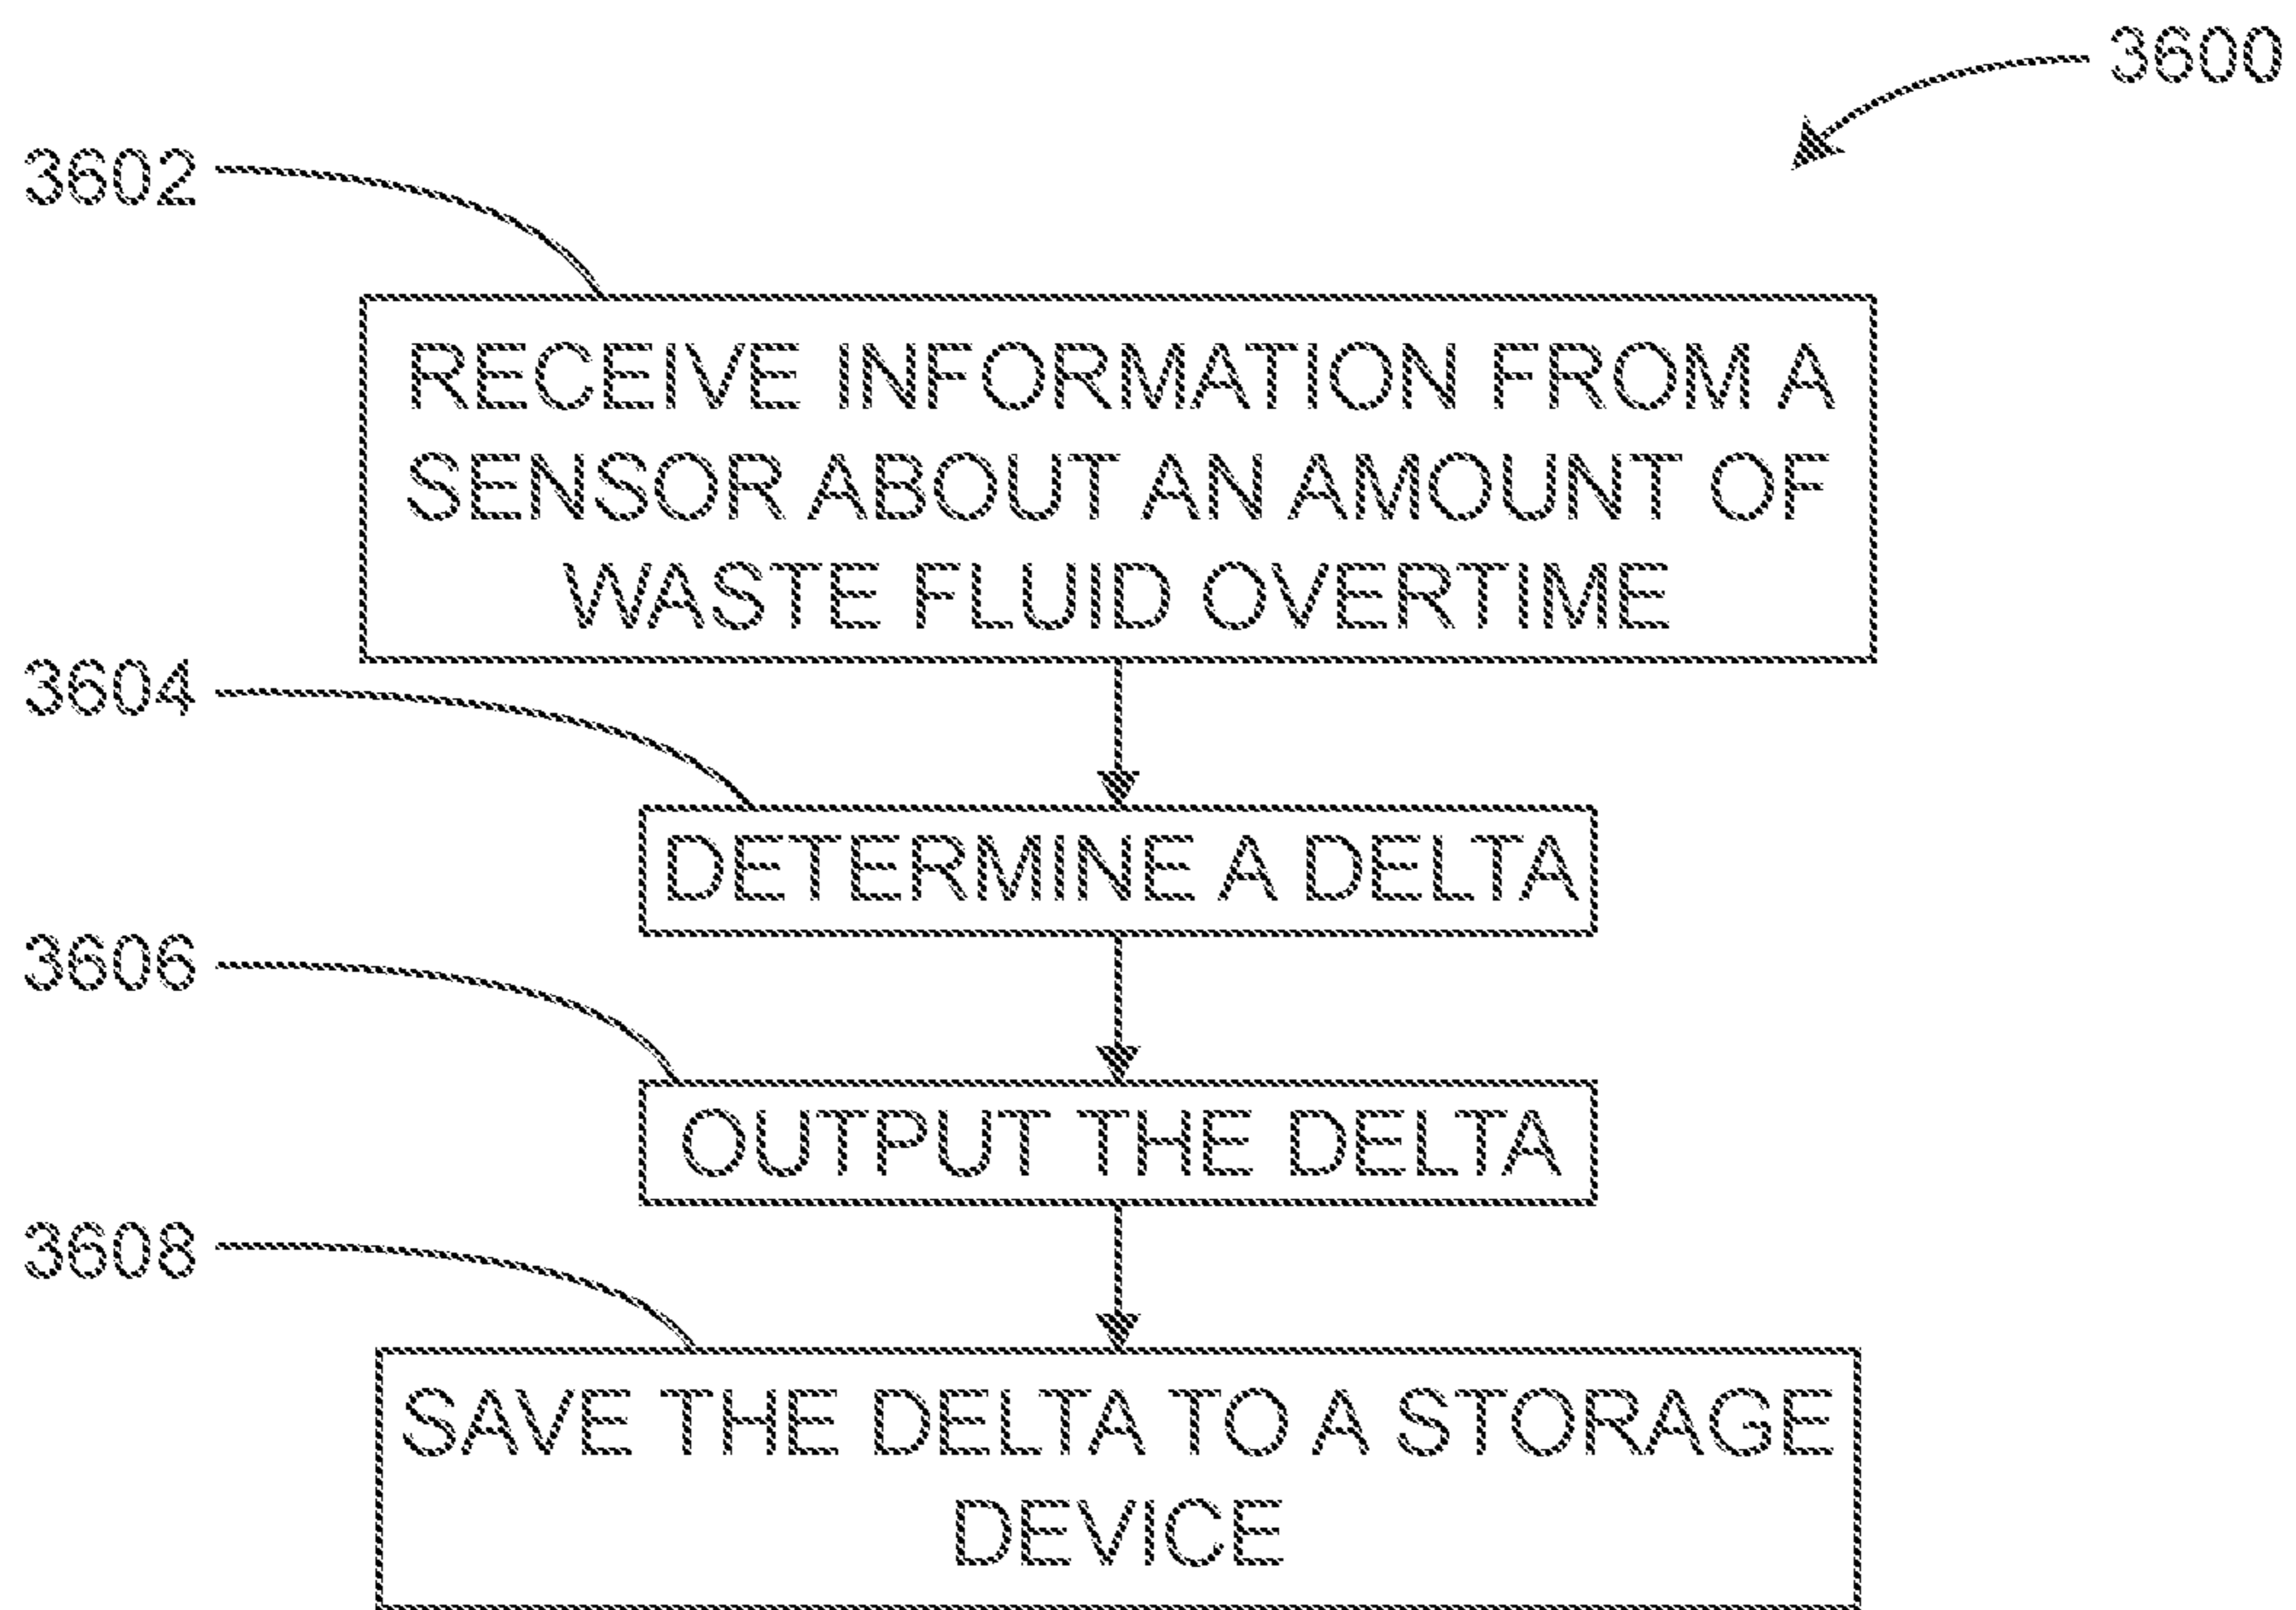 3600
3602
RECEIVE INFORMATION FROM A
SENSOR ABOUT AN AMOUNT OF
WASTE FLUID OVERTIME
3604
DETERMINE A DELTA
3606
OUTPUT THE DELTA
3608
SAVE THE DELTA TO A STORAGE
DEVICE